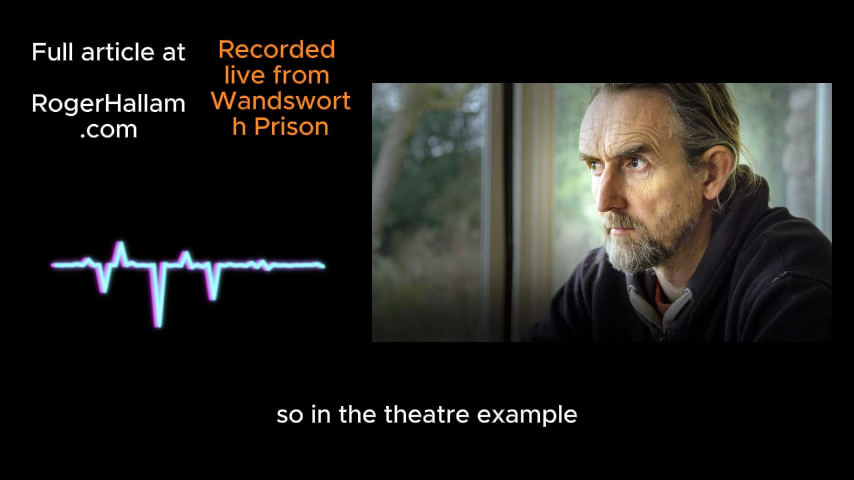 Full article at
RogerHallam
.com
Recorded
live from
Wandswort
h Prison
so in the theatre example